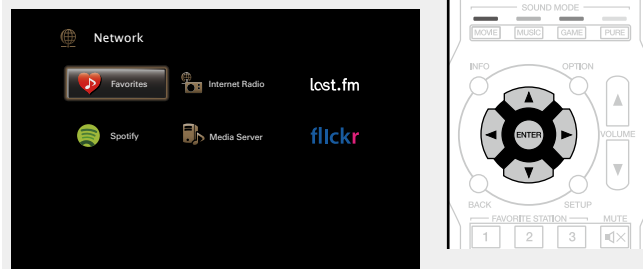 Network
Favorites
Internet Radio
lost.fm
Spotify
Media Server
flickr
SOUND MODE
MOVIE MUSIC GAME PURE
INFO OPTION
ENTER
VOLUME
BACK SETUP
FAVORITE STATION MUTE
1 2 3